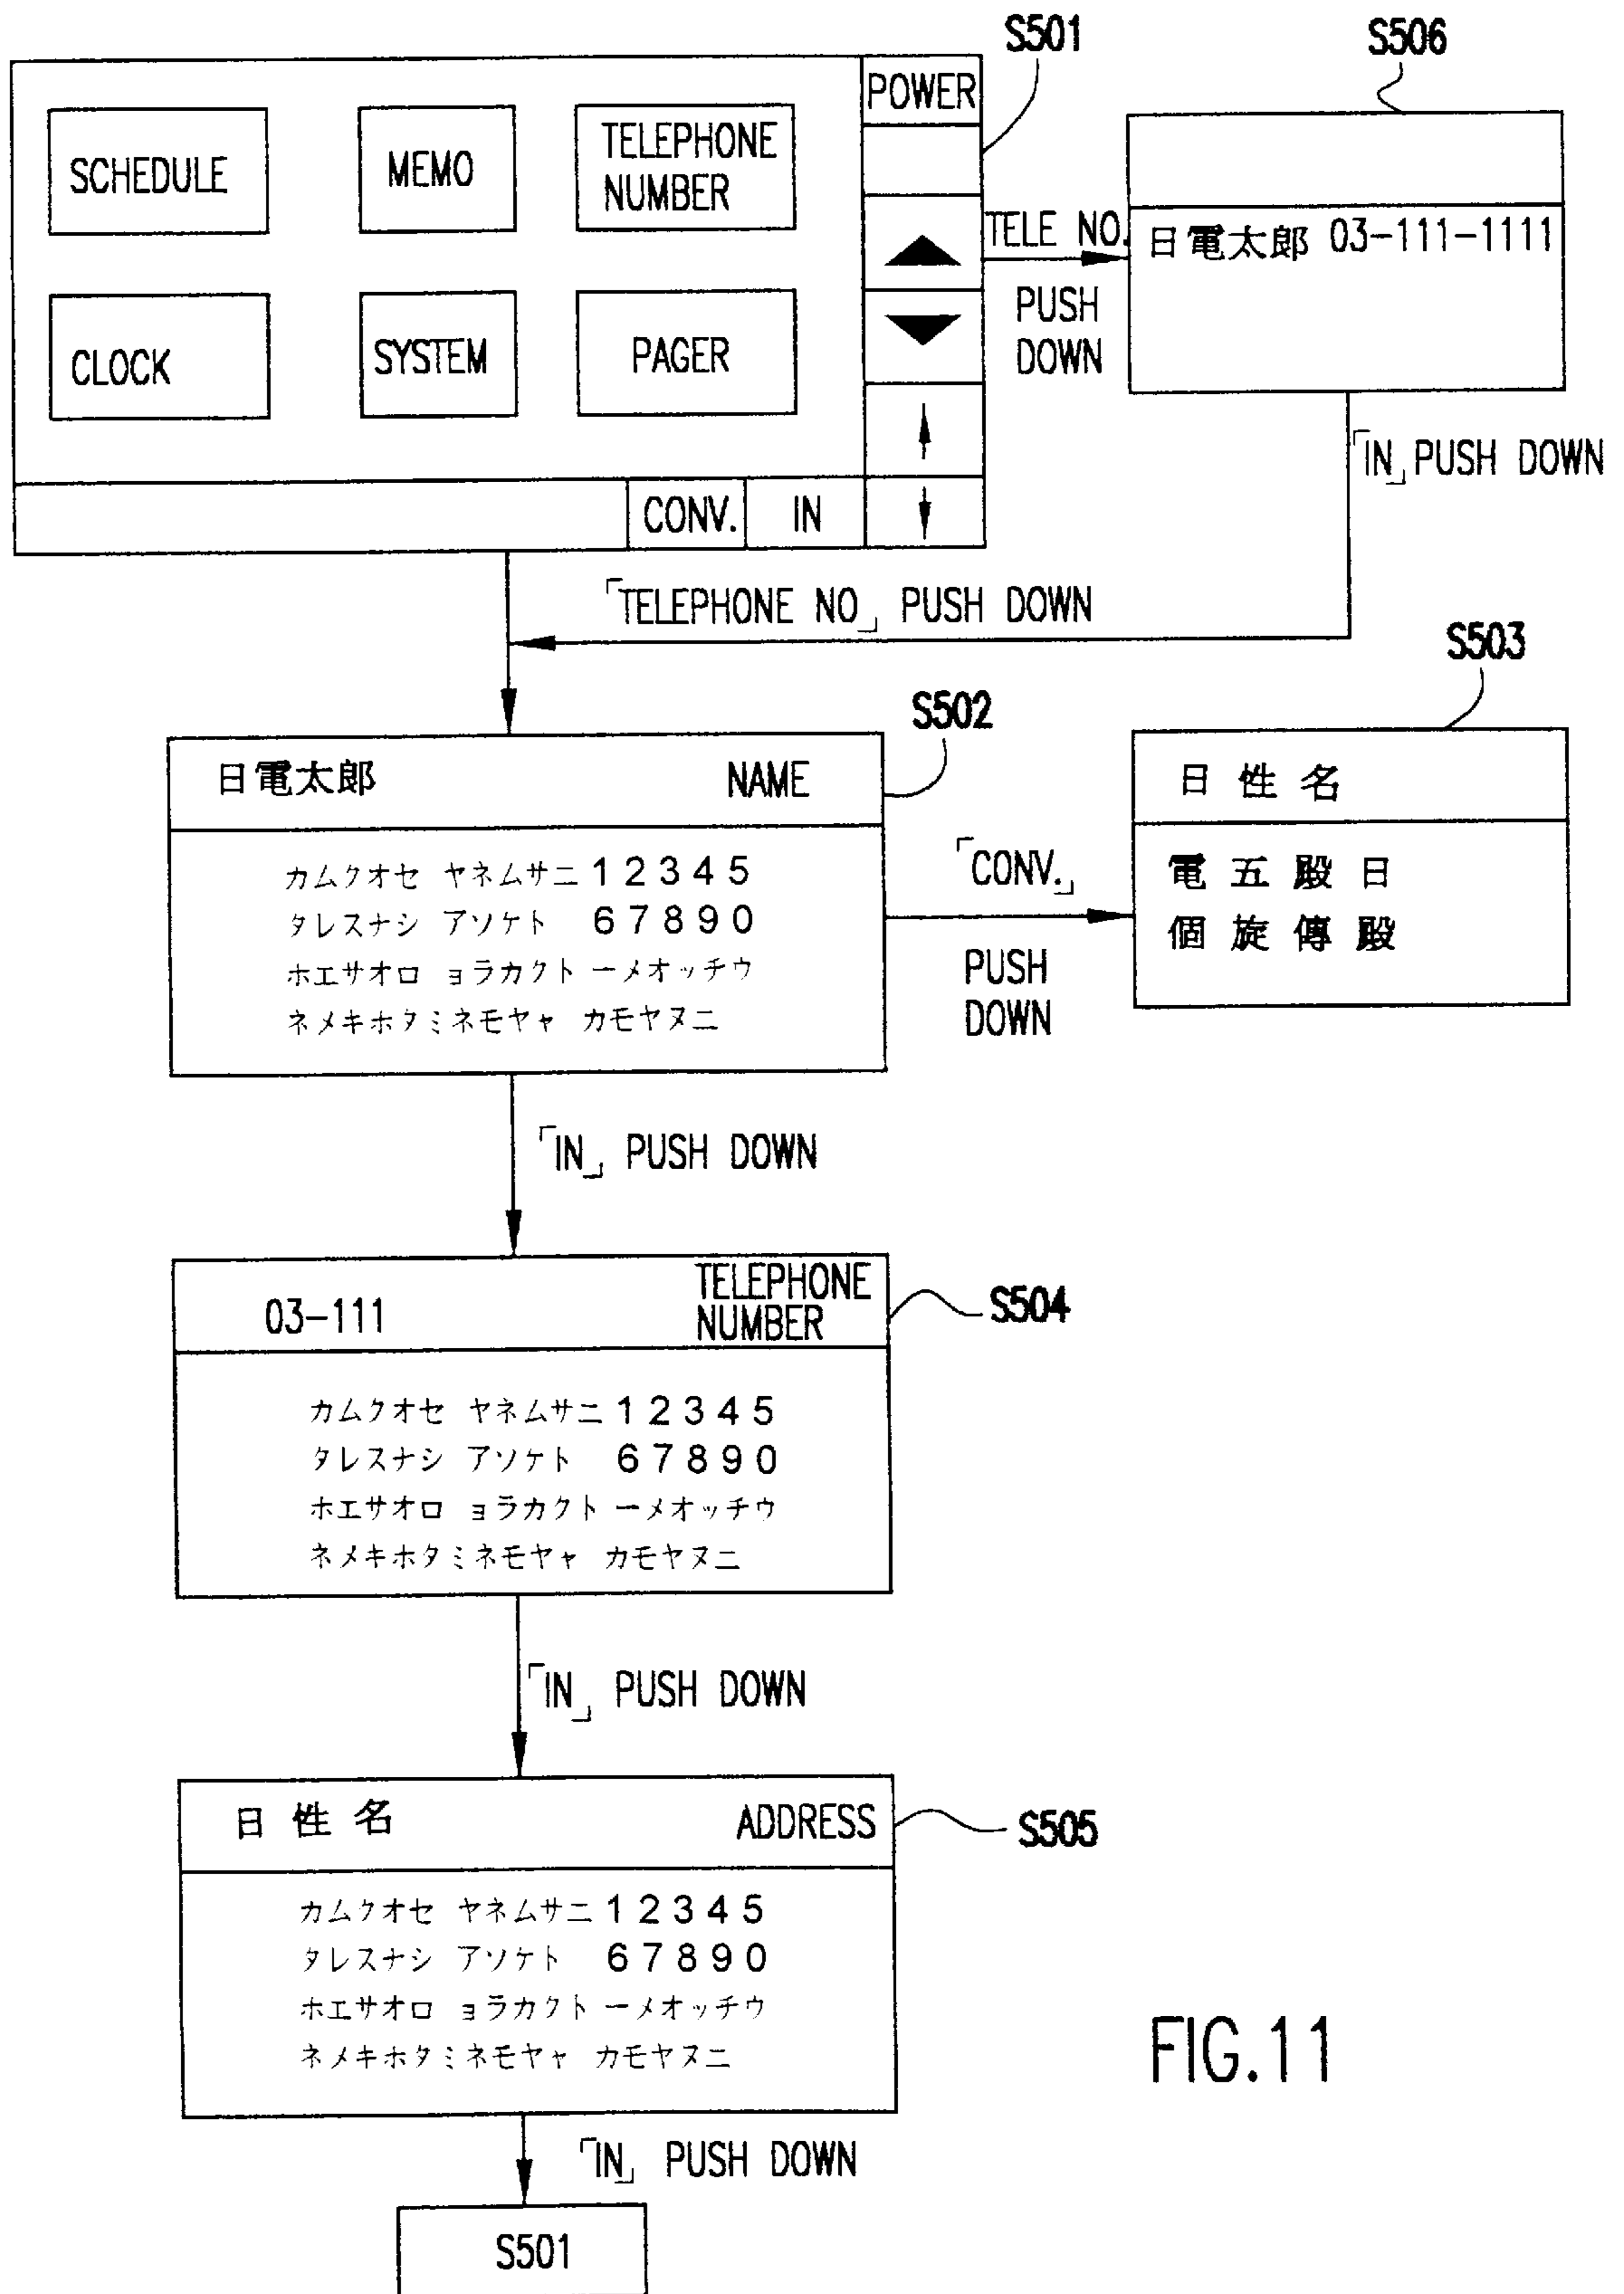 S501
S506
POWER
SCHEDULE
MEMO
TELEPHONE
NUMBER
CLOCK
SYSTEM
PAGER
CONV.
IN
TELE NO.
PUSH
DOWN
日電太郎 03-111-1111
「IN」 PUSH DOWN
「TELEPHONE NO」 PUSH DOWN
S503
S502
日電太郎 NAME
カムクオセ ヤネムサニ 1 2 3 4 5
タレスナシ アソケト 6 7 8 9 0
ホエサオロ ョラカクト ーメオッチウ
ネメキホタミネモヤャ カモヤヌニ
「CONV.」
PUSH
DOWN
日 性 名
電 五 殿 日
個 旋 傳 殿
「IN」 PUSH DOWN
S504
03-111
TELEPHONE
NUMBER
カムクオセ ヤネムサニ 1 2 3 4 5
タレスナシ アソケト 6 7 8 9 0
ホエサオロ ョラカクト ーメオッチウ
ネメキホタミネモヤャ カモヤヌニ
「IN」 PUSH DOWN
S505
日 性 名 ADDRESS
カムクオセ ヤネムサニ 1 2 3 4 5
タレスナシ アソケト 6 7 8 9 0
ホエサオロ ョラカクト ーメオッチウ
ネメキホタミネモヤャ カモヤヌニ
「IN」 PUSH DOWN
S501
FIG.11